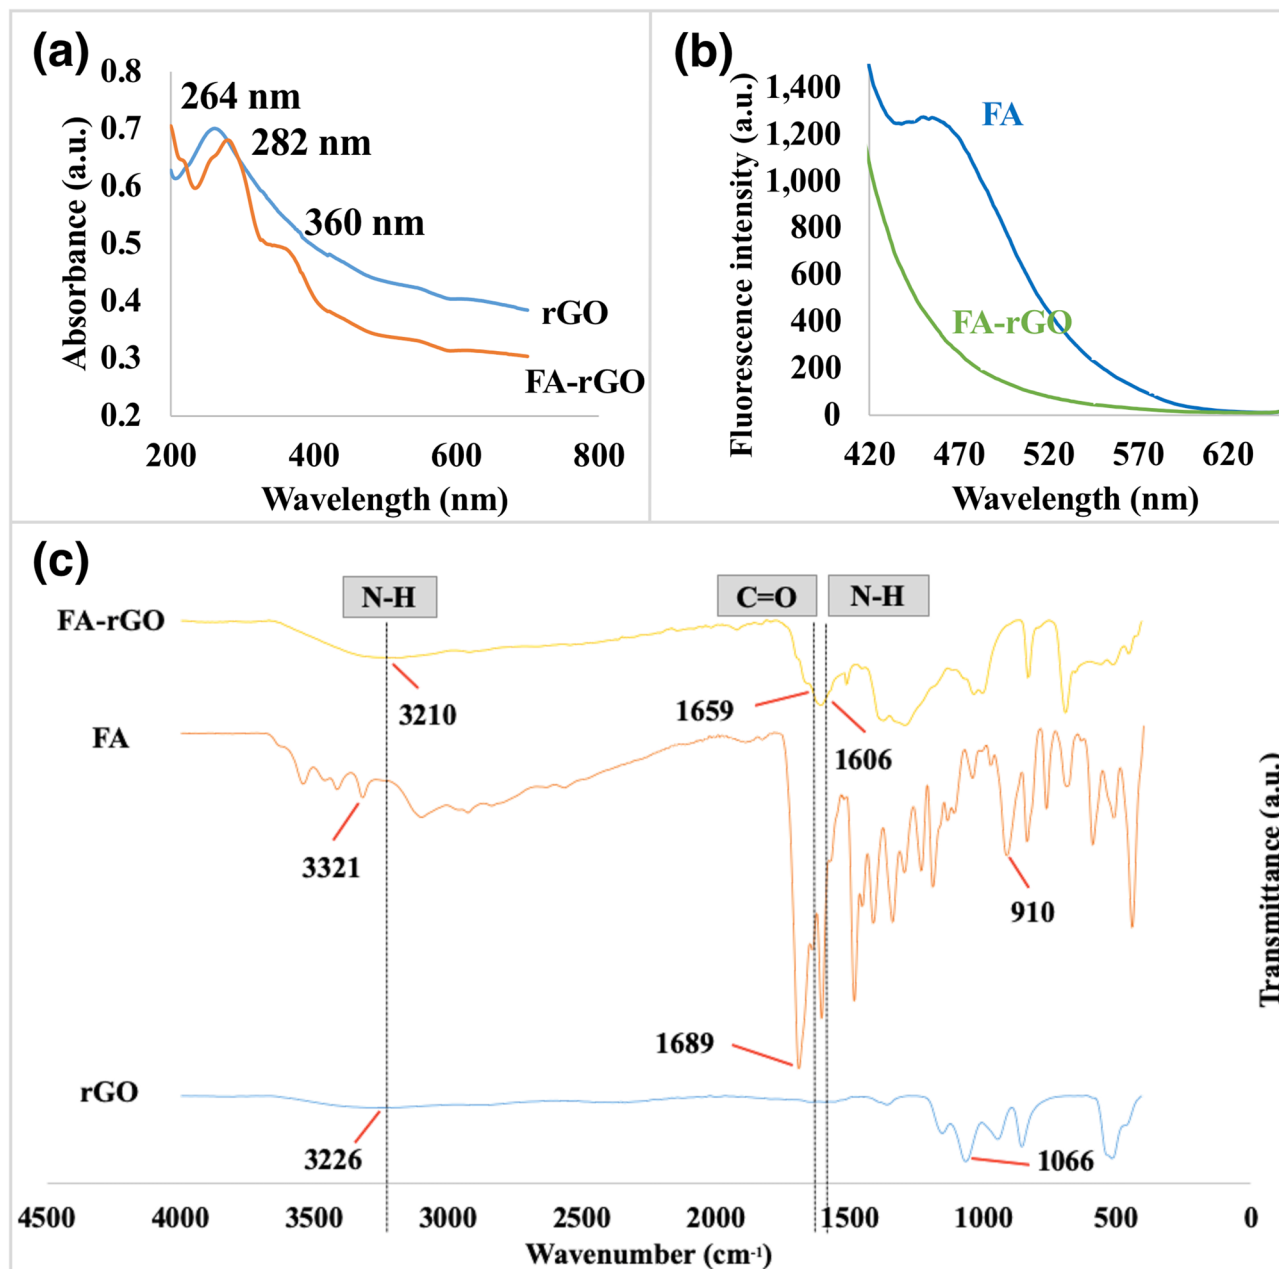 (a)
0.8
0.7
0.6
0.5
0.4
0.3
0.2
Absorbance (a.u.)
264 nm
282 nm
360 nm
rGO
FA-rGO
200 400 600 800
Wavelength (nm)
(b)
1,400
1,200
1,000
800
600
400
200
0
Fluorescence intensity (a.u.)
FA
FA-rGO
420 470 520 570 620
Wavelength (nm)
(c)
N-H C=O N-H
FA-rGO
3210
1659
1606
FA
3321
910
1689
rGO
3226
1066
Transmittance (a.u.)
4500 4000 3500 3000 2500 2000 1500 1000 500 0
Wavenumber (cm-1)